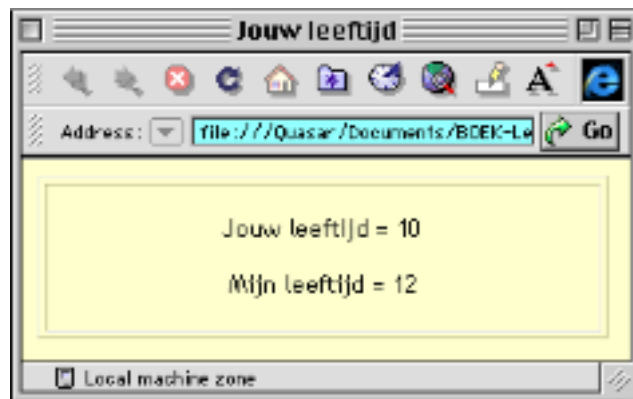 Jouw leeftijd
Address: file:///Quasar/Documents/BOEK-Le Go
Jouw leeftijd = 10
Mijn leeftijd = 12
Local machine zone